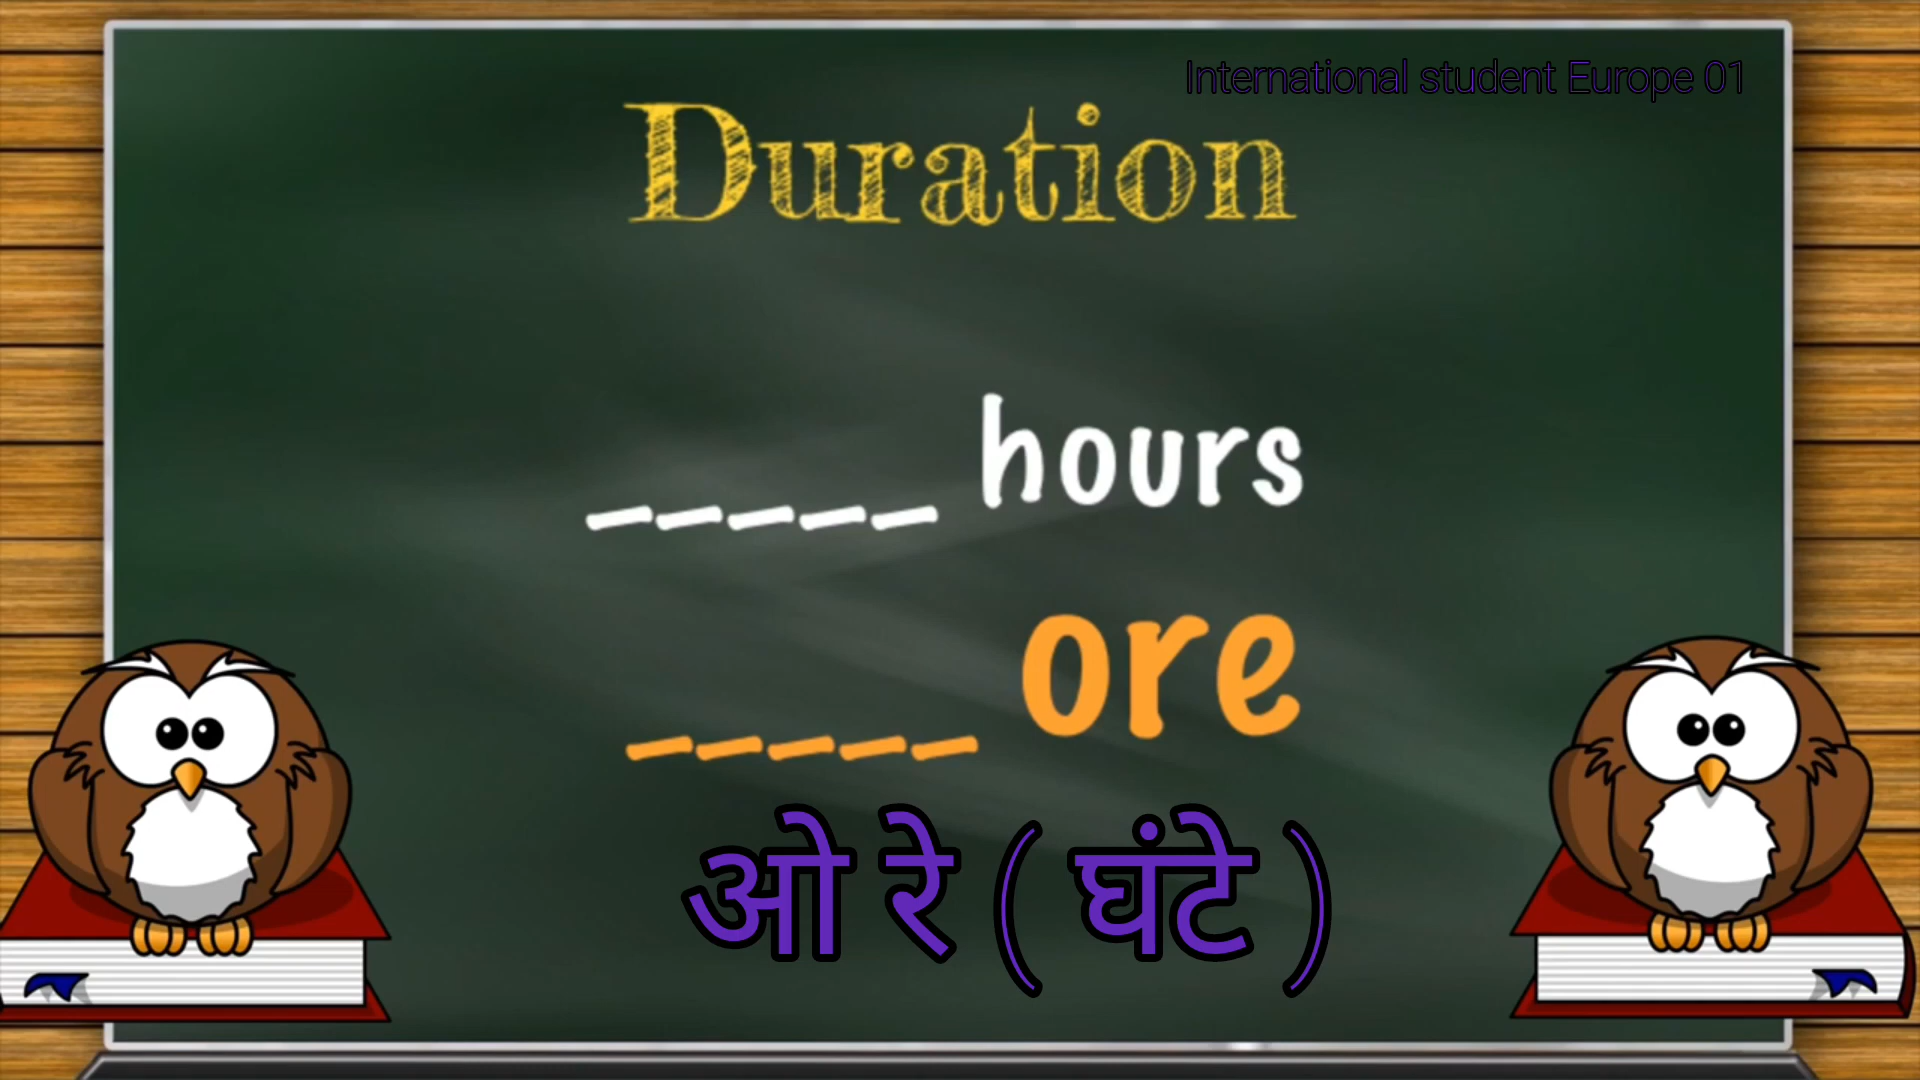 International student Europe 01
Duration
_____ hours
_____ ore
ओ रे ( घंटे )